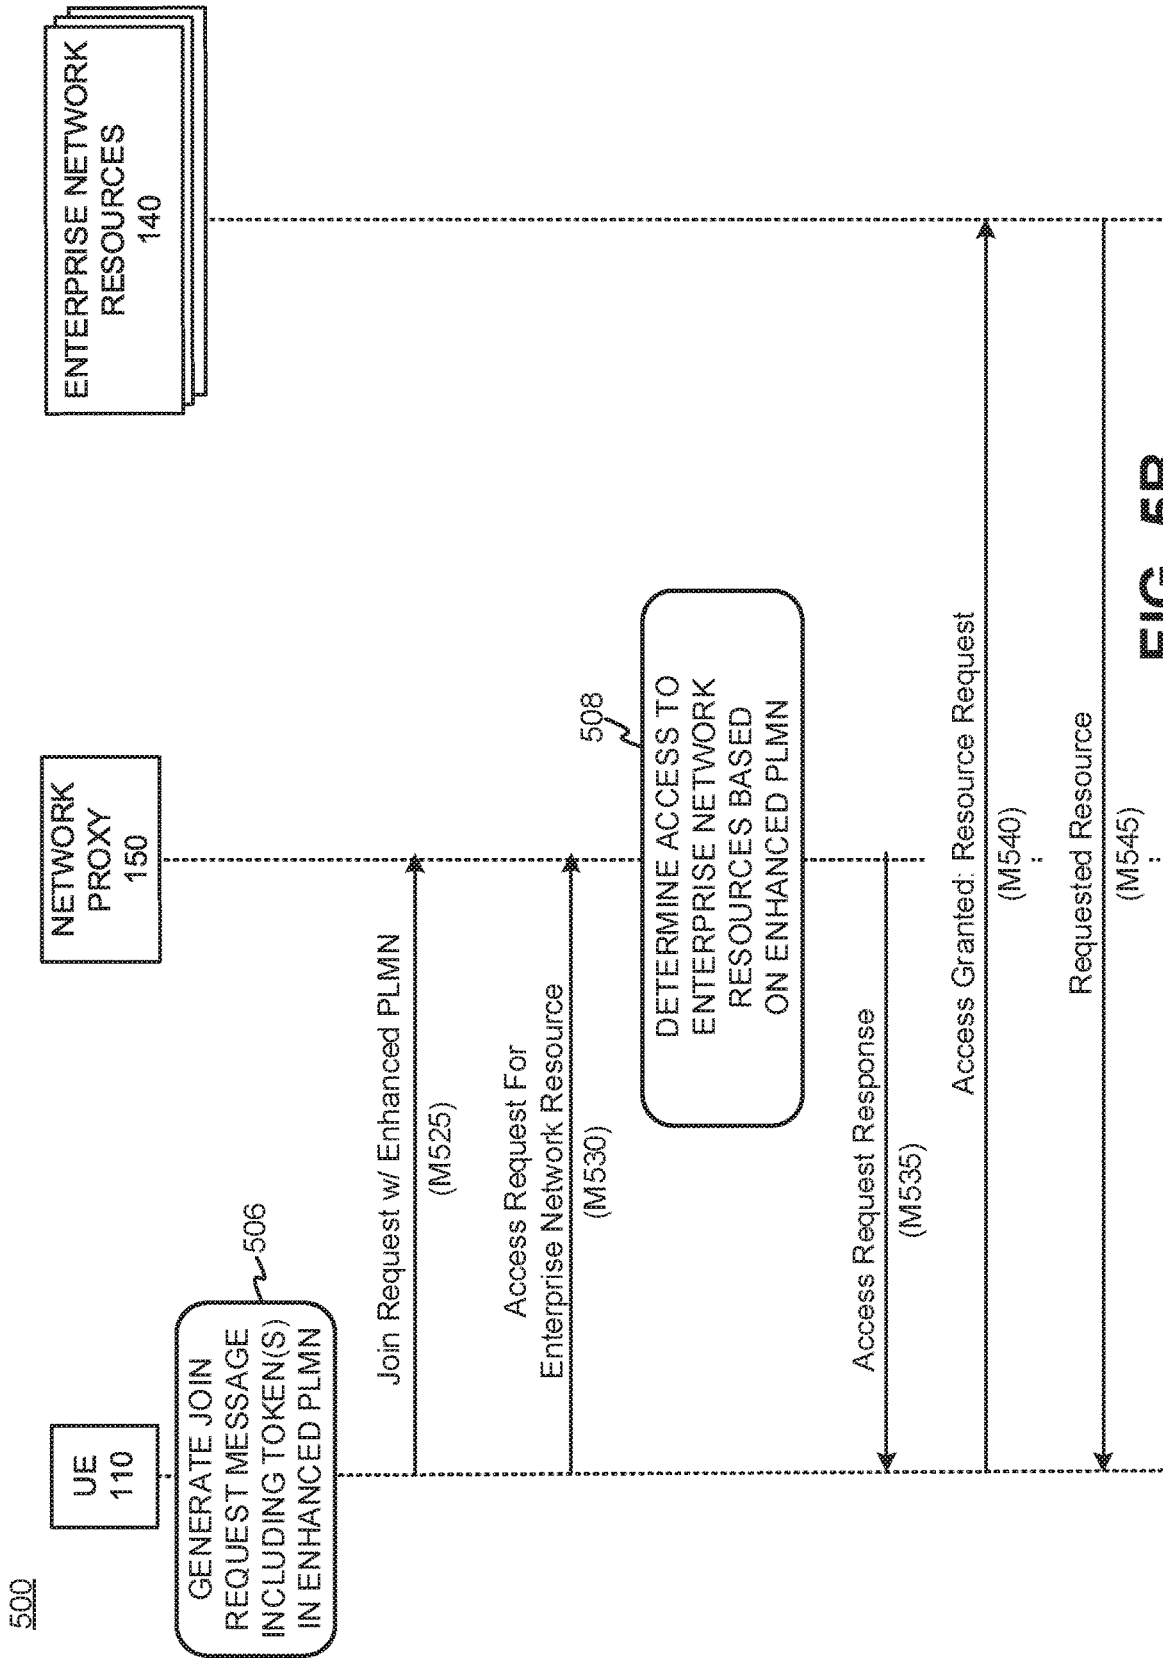 500
UE
110
NETWORK
PROXY
150
ENTERPRISE NETWORK
RESOURCES
140
GENERATE JOIN
REQUEST MESSAGE
INCLUDING TOKEN(S)
IN ENHANCED PLMN
506
Join Request w/ Enhanced PLMN
(M525)
Access Request For
Enterprise Network Resource
(M530)
508
DETERMINE ACCESS TO
ENTERPRISE NETWORK
RESOURCES BASED
ON ENHANCED PLMN
Access Request Response
(M535)
Access Granted: Resource Request
(M540)
Requested Resource
(M545)
FIG. 5B